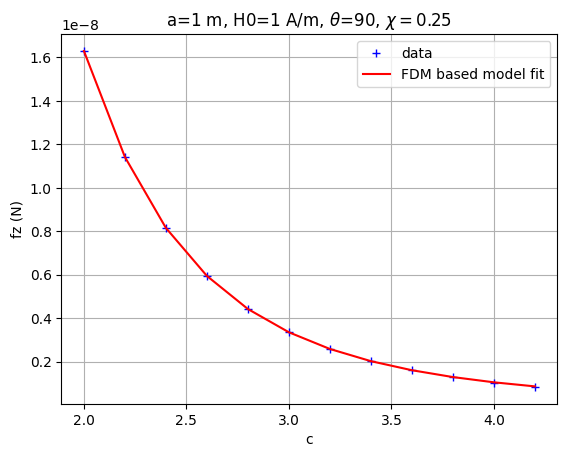 a=1 m, H0=1 A/m, θ=90, χ = 0.25
1e−8
data
FDM based model fit
1.6
1.4
1.2
1.0
0.8
0.6
0.4
0.2
fz (N)
2.0 2.5 3.0 3.5 4.0
c